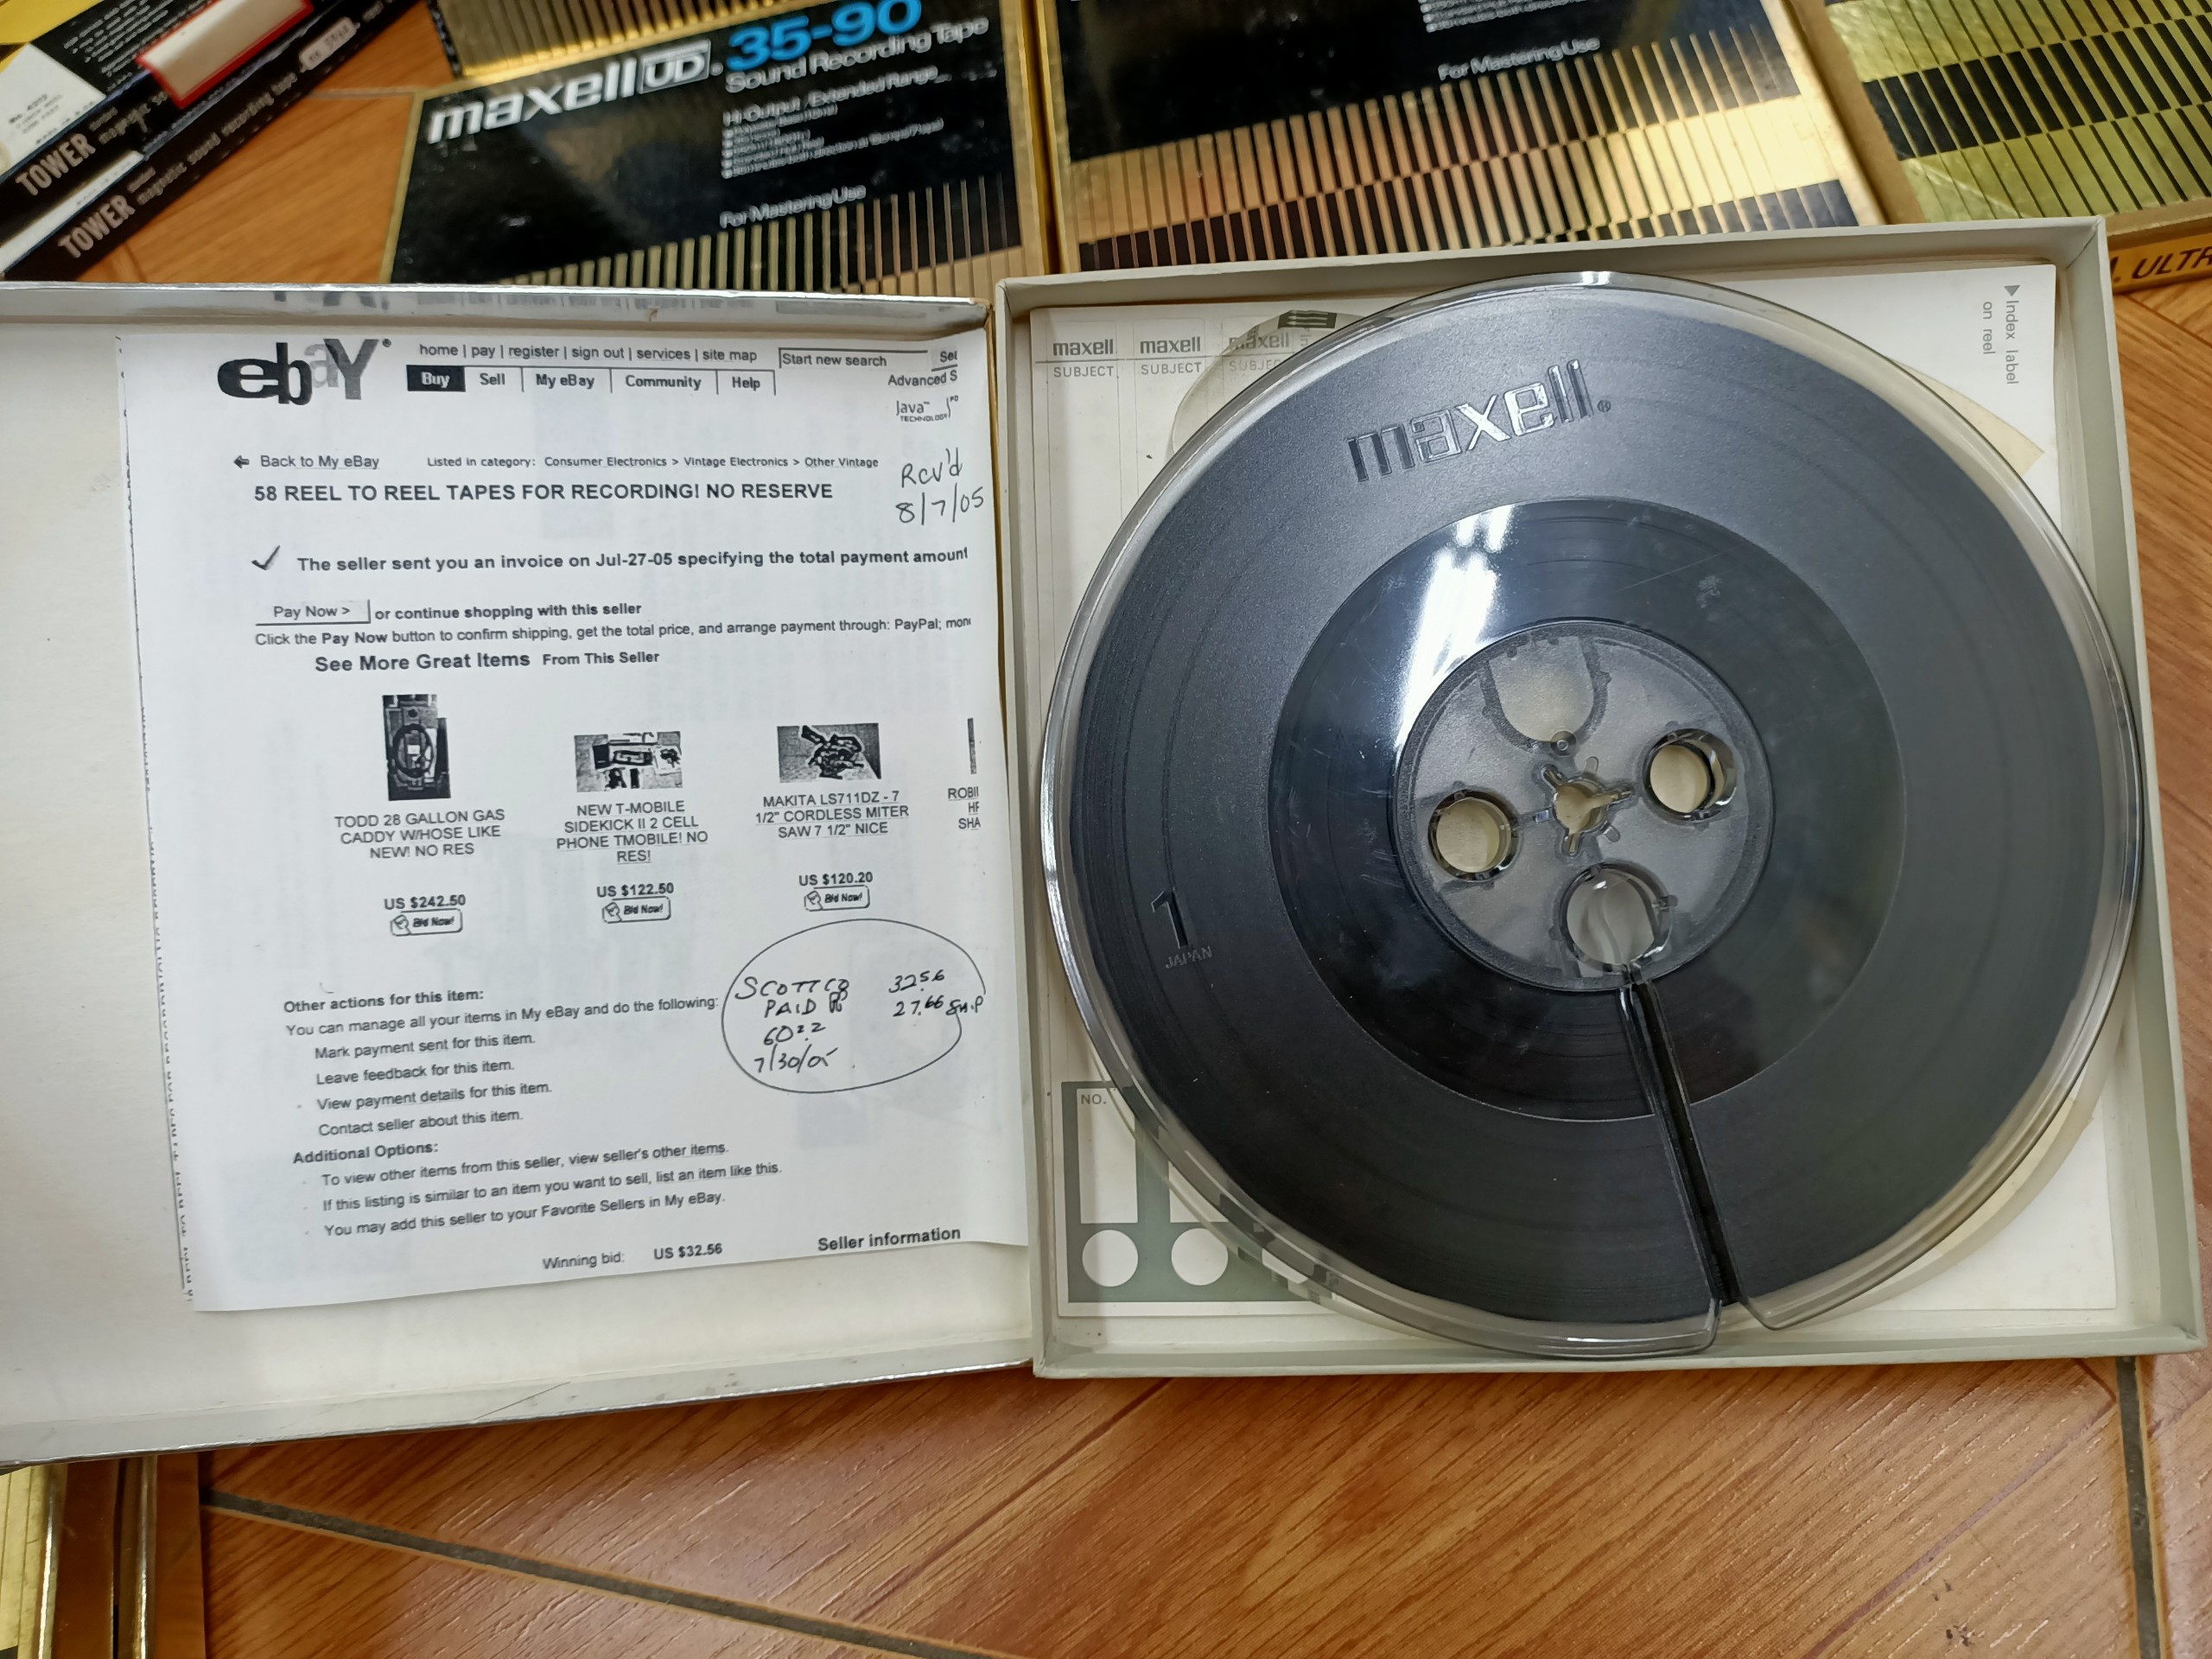 TOWER
magnetic sound recording tape
TOWER
maxell UD 35-90
Sound Recording Tape
Hi-Output / Extended Range
For Mastering Use
For Mastering Use
ULTR
ebaY®
home | pay | register | sign out | services | site map
Start new search
Buy Sell My eBay Community Help
Advanced S
Java™
TECHNOLOGY
Back to My eBay
Listed in category: Consumer Electronics > Vintage Electronics > Other Vintage
Rcv'd
8/7/05
58 REEL TO REEL TAPES FOR RECORDING! NO RESERVE
The seller sent you an invoice on Jul-27-05 specifying the total payment amount
Pay Now > or continue shopping with this seller
Click the Pay Now button to confirm shipping, get the total price, and arrange payment through: PayPal; mon
See More Great Items From This Seller
TODD 28 GALLON GAS
CADDY W/HOSE LIKE
NEW! NO RES
US $242.50
Bid Now!
NEW T-MOBILE
SIDEKICK II 2 CELL
PHONE TMOBILE! NO
RES!
US $122.50
Bid Now!
MAKITA LS711DZ - 7
1/2" CORDLESS MITER
SAW 7 1/2" NICE
US $120.20
Bid Now!
ROBI
HF
SHA
PAID
60.22
7/30/05
32.56
27.66 Ship
Other actions for this item:
You can manage all your items in My eBay and do the following:
Mark payment sent for this item.
Leave feedback for this item.
View payment details for this item.
Contact seller about this item.
Additional Options:
To view other items from this seller, view seller's other items.
If this listing is similar to an item you want to sell, list an item like this.
You may add this seller to your Favorite Sellers in My eBay.
Winning bid: US $32.56
Seller information
maxell maxell maxell
SUBJECT SUBJECT SUBJEC
Index label
on reel
maxell®
1
JAPAN
NO.